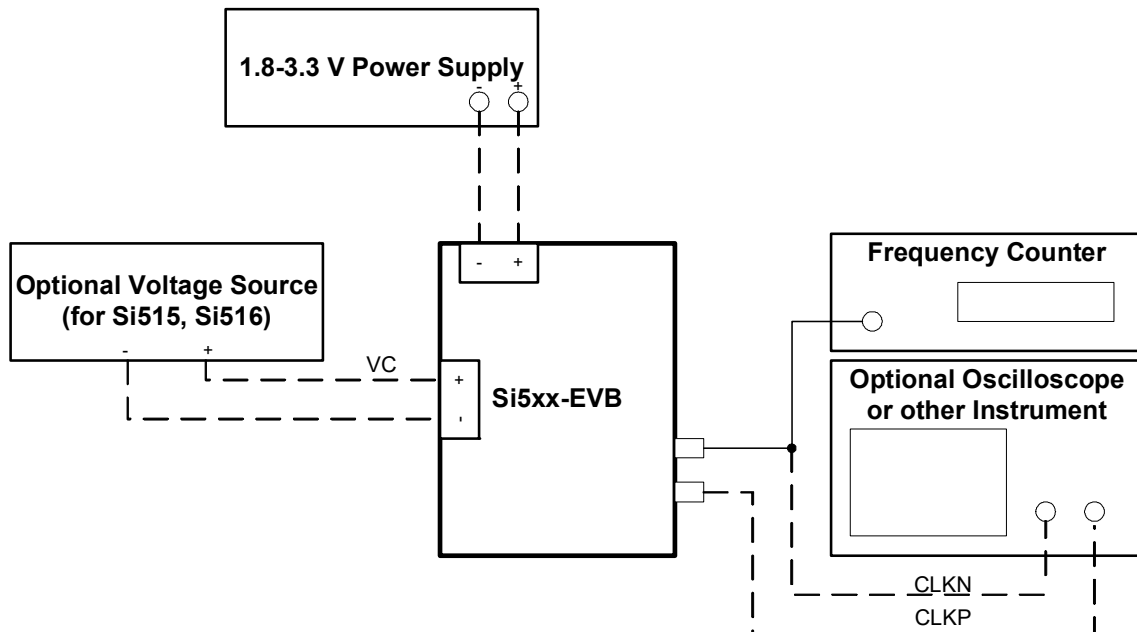 1.8-3.3 V Power Supply
- +
- +
Optional Voltage Source
(for Si515, Si516)
- +
VC
+
-
Si5xx-EVB
Frequency Counter
Optional Oscilloscope
or other Instrument
CLKN
CLKP